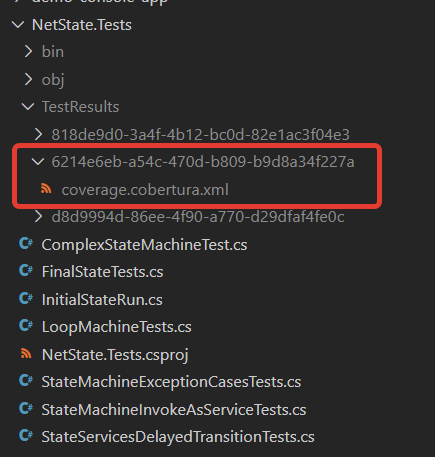 NetState.Tests
bin
obj
TestResults
818de9d0-3a4f-4b12-bc0d-82e1ac3f04e3
6214e6eb-a54c-470d-b809-b9d8a34f227a
coverage.cobertura.xml
d8d9994d-86ee-4f90-a770-d29dfaf4fe0c
C# ComplexStateMachineTest.cs
C# FinalStateTests.cs
C# InitialStateRun.cs
C# LoopMachineTests.cs
NetState.Tests.csproj
C# StateMachineExceptionCasesTests.cs
C# StateMachineInvokeAsServiceTests.cs
C# StateServicesDelayedTransitionTests.cs